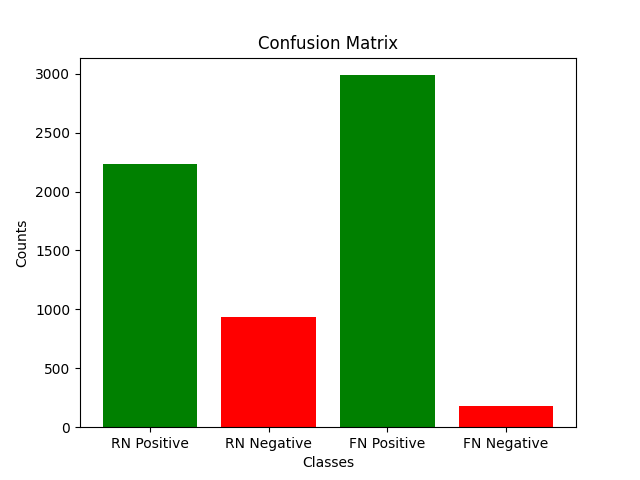 Confusion Matrix
3000
2500
2000
1500
1000
500
0
Counts
RN Positive
RN Negative
FN Positive
FN Negative
Classes